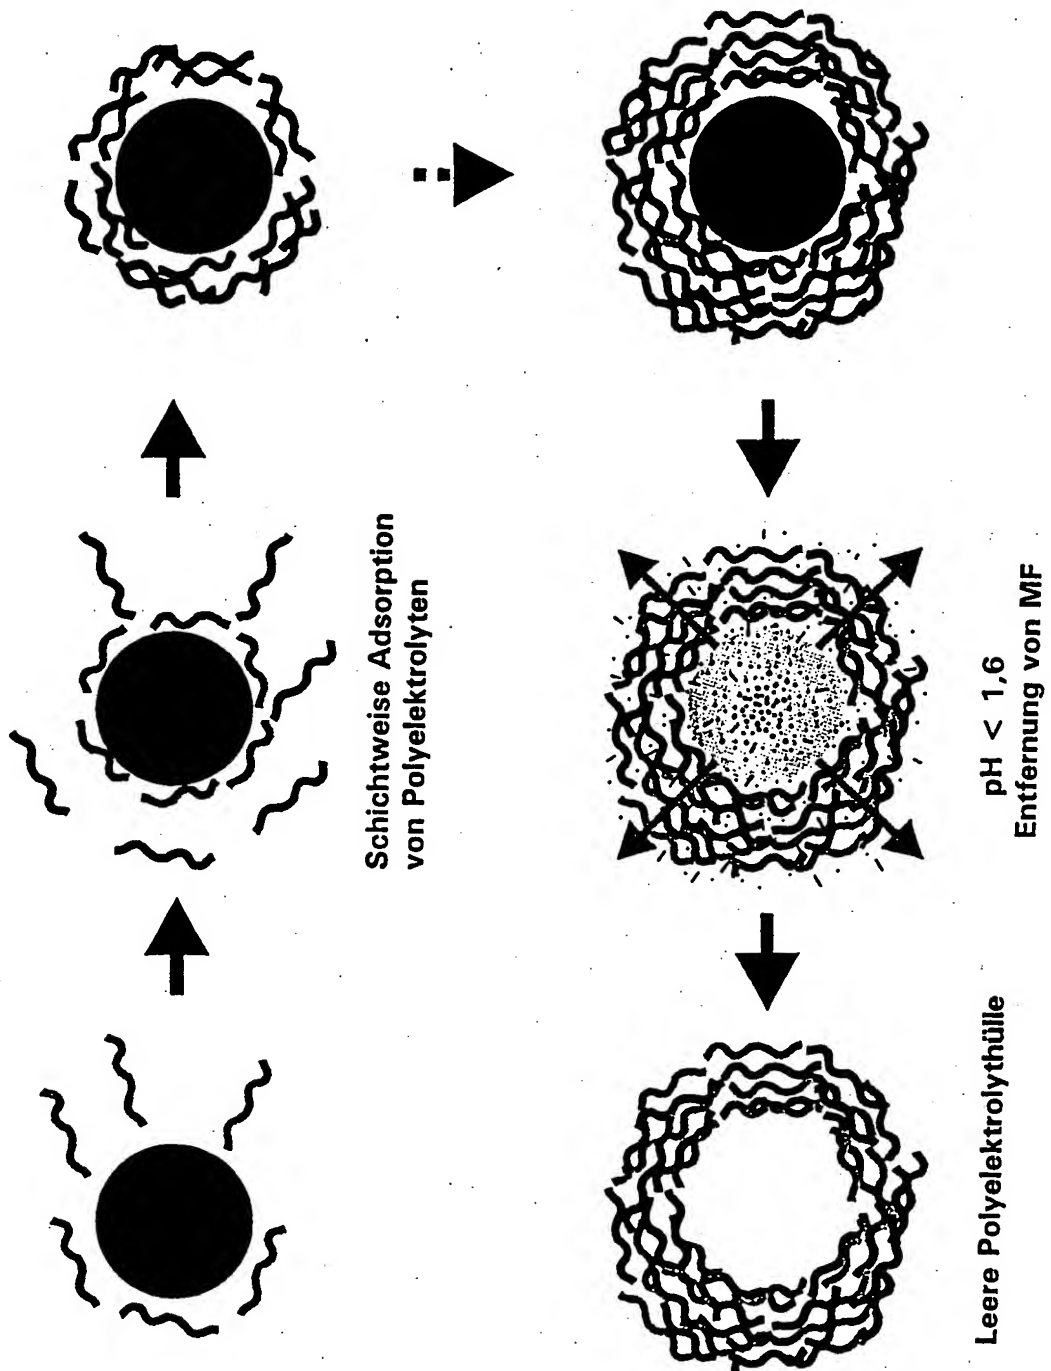 Schichtweise Adsorption
von Polyelektrolyten
Leere Polyelektrolythülle
pH < 1,6
Entfernung von MF